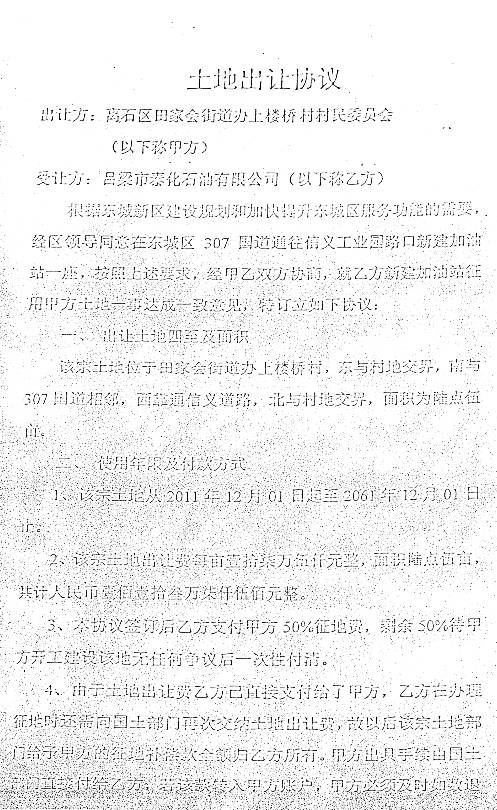 土地出让协议
出让方：离石区田家会街道办上楼桥村村民委员会
（以下称甲方）
受让方：吕梁市泰化石油有限公司（以下称乙方）
根据东城新区建设规划和加快提升东城区服务功能的需要，
经区领导同意在东城区 307 国道通往信义工业园路口新建加油
站一座，按照上述要求，经甲乙双方协商，就乙方新建加油站征
用甲方土地一事达成一致意见，特订立如下协议：
一、 出让土地四至及面积
该宗土地位于田家会街道办上楼桥村，东与村地交界，南与
307 国道相邻，西靠通信义道路，北与村地交界，面积为陆点伍
亩。
二、 使用年限及付款方式
1、该宗土地从 2011 年 12 月 01 日起至 2061 年 12 月 01 日
止。
2、该宗土地出让费每亩壹拾柒万伍仟元整，面积陆点伍亩，
共计人民币壹佰壹拾叁万柒仟伍佰元整。
3、本协议签订后乙方支付甲方 50%征地费，剩余 50%待甲
方开工建设该地无任何争议后一次性付清。
4、由于土地出让费乙方已直接支付给了甲方，乙方在办理
征地时还需向国土部门再次交纳土地出让费，故以后该宗土地部
门给予甲方的征地补偿款全额归乙方所有。甲方出具手续由国土
部门直接付给乙方，若该款转入甲方账户，甲方必须及时如数退